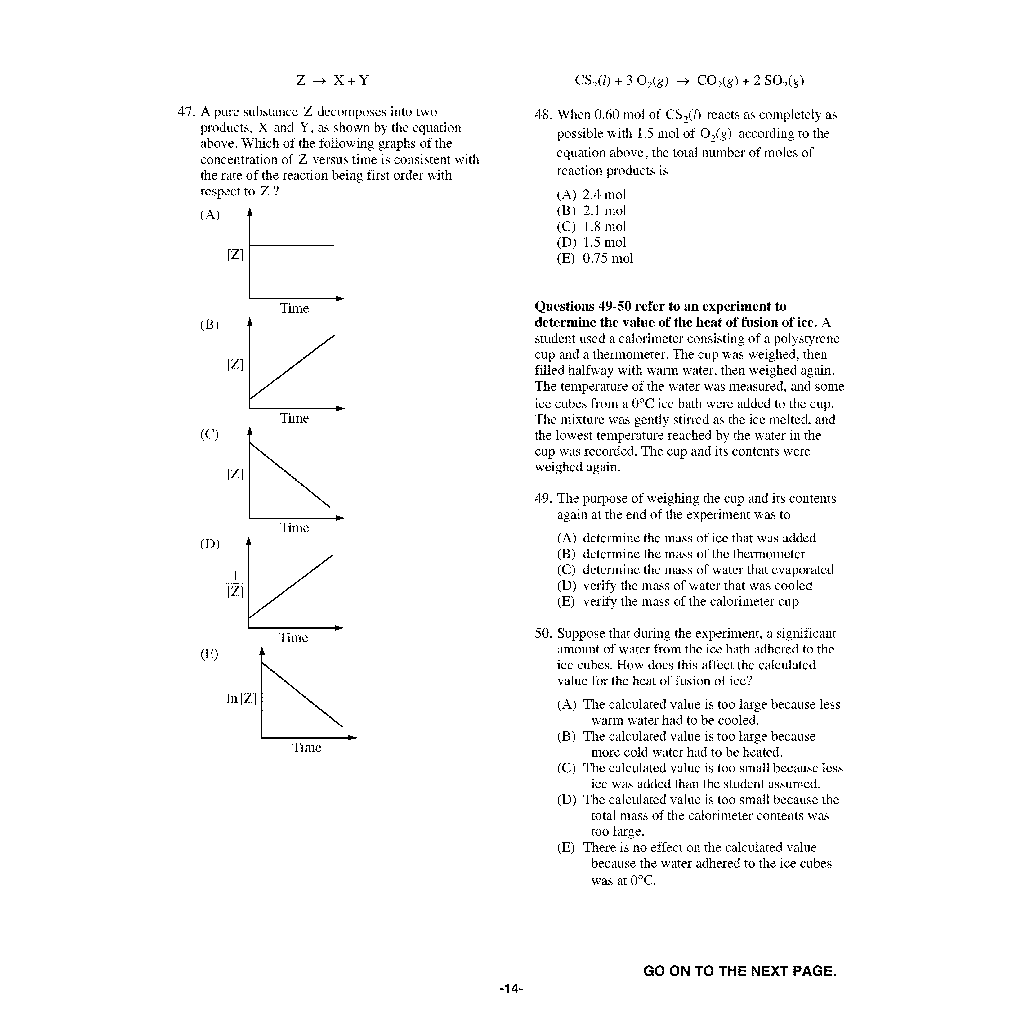 Z → X + Y
47. A pure substance Z decomposes into two
products, X and Y, as shown by the equation
above. Which of the following graphs of the
concentration of Z versus time is consistent with
the rate of the reaction being first order with
respect to Z ?
(A)
[Z]
Time
(B)
[Z]
Time
(C)
[Z]
Time
(D)
1
[Z]
Time
(E)
ln [Z]
Time
CS₂(l) + 3 O₂(g) → CO₂(g) + 2 SO₂(g)
48. When 0.60 mol of CS₂(l) reacts as completely as
possible with 1.5 mol of O₂(g) according to the
equation above, the total number of moles of
reaction products is
(A) 2.4 mol
(B) 2.1 mol
(C) 1.8 mol
(D) 1.5 mol
(E) 0.75 mol
Questions 49-50 refer to an experiment to
determine the value of the heat of fusion of ice. A
student used a calorimeter consisting of a polystyrene
cup and a thermometer. The cup was weighed, then
filled halfway with warm water, then weighed again.
The temperature of the water was measured, and some
ice cubes from a 0°C ice bath were added to the cup.
The mixture was gently stirred as the ice melted, and
the lowest temperature reached by the water in the
cup was recorded. The cup and its contents were
weighed again.
49. The purpose of weighing the cup and its contents
again at the end of the experiment was to
(A) determine the mass of ice that was added
(B) determine the mass of the thermometer
(C) determine the mass of water that evaporated
(D) verify the mass of water that was cooled
(E) verify the mass of the calorimeter cup
50. Suppose that during the experiment, a significant
amount of water from the ice bath adhered to the
ice cubes. How does this affect the calculated
value for the heat of fusion of ice?
(A) The calculated value is too large because less
warm water had to be cooled.
(B) The calculated value is too large because
more cold water had to be heated.
(C) The calculated value is too small because less
ice was added than the student assumed.
(D) The calculated value is too small because the
total mass of the calorimeter contents was
too large.
(E) There is no effect on the calculated value
because the water adhered to the ice cubes
was at 0°C.
GO ON TO THE NEXT PAGE.
-14-